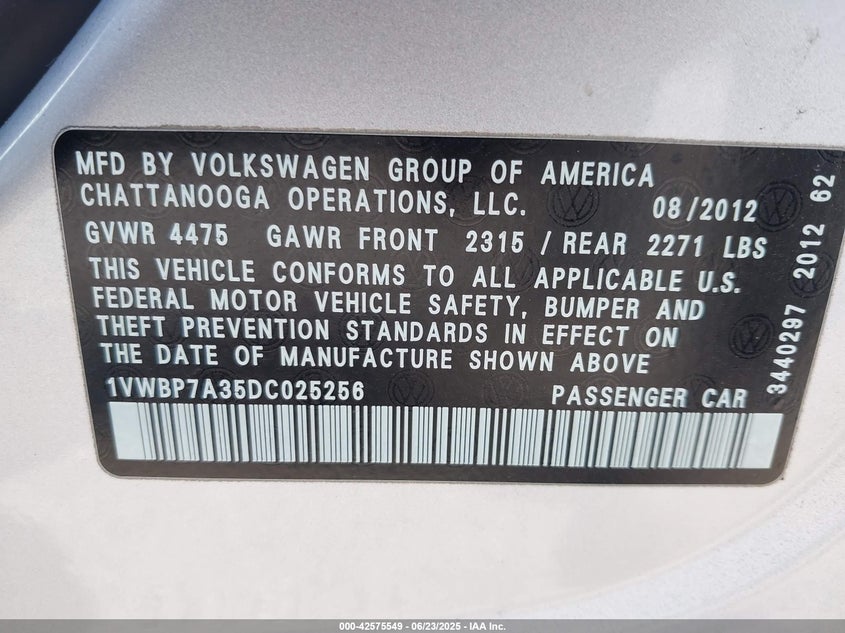 MFD BY VOLKSWAGEN GROUP OF AMERICA
CHATTANOOGA OPERATIONS, LLC. 08/2012
GVWR 4475 GAWR FRONT 2315 / REAR 2271 LBS
THIS VEHICLE CONFORMS TO ALL APPLICABLE U.S.
FEDERAL MOTOR VEHICLE SAFETY, BUMPER AND
THEFT PREVENTION STANDARDS IN EFFECT ON
THE DATE OF MANUFACTURE SHOWN ABOVE
1VWBP7A35DC025256 PASSENGER CAR
3440297 2012 62
000-42575549 - 06/23/2025 - IAA Inc.